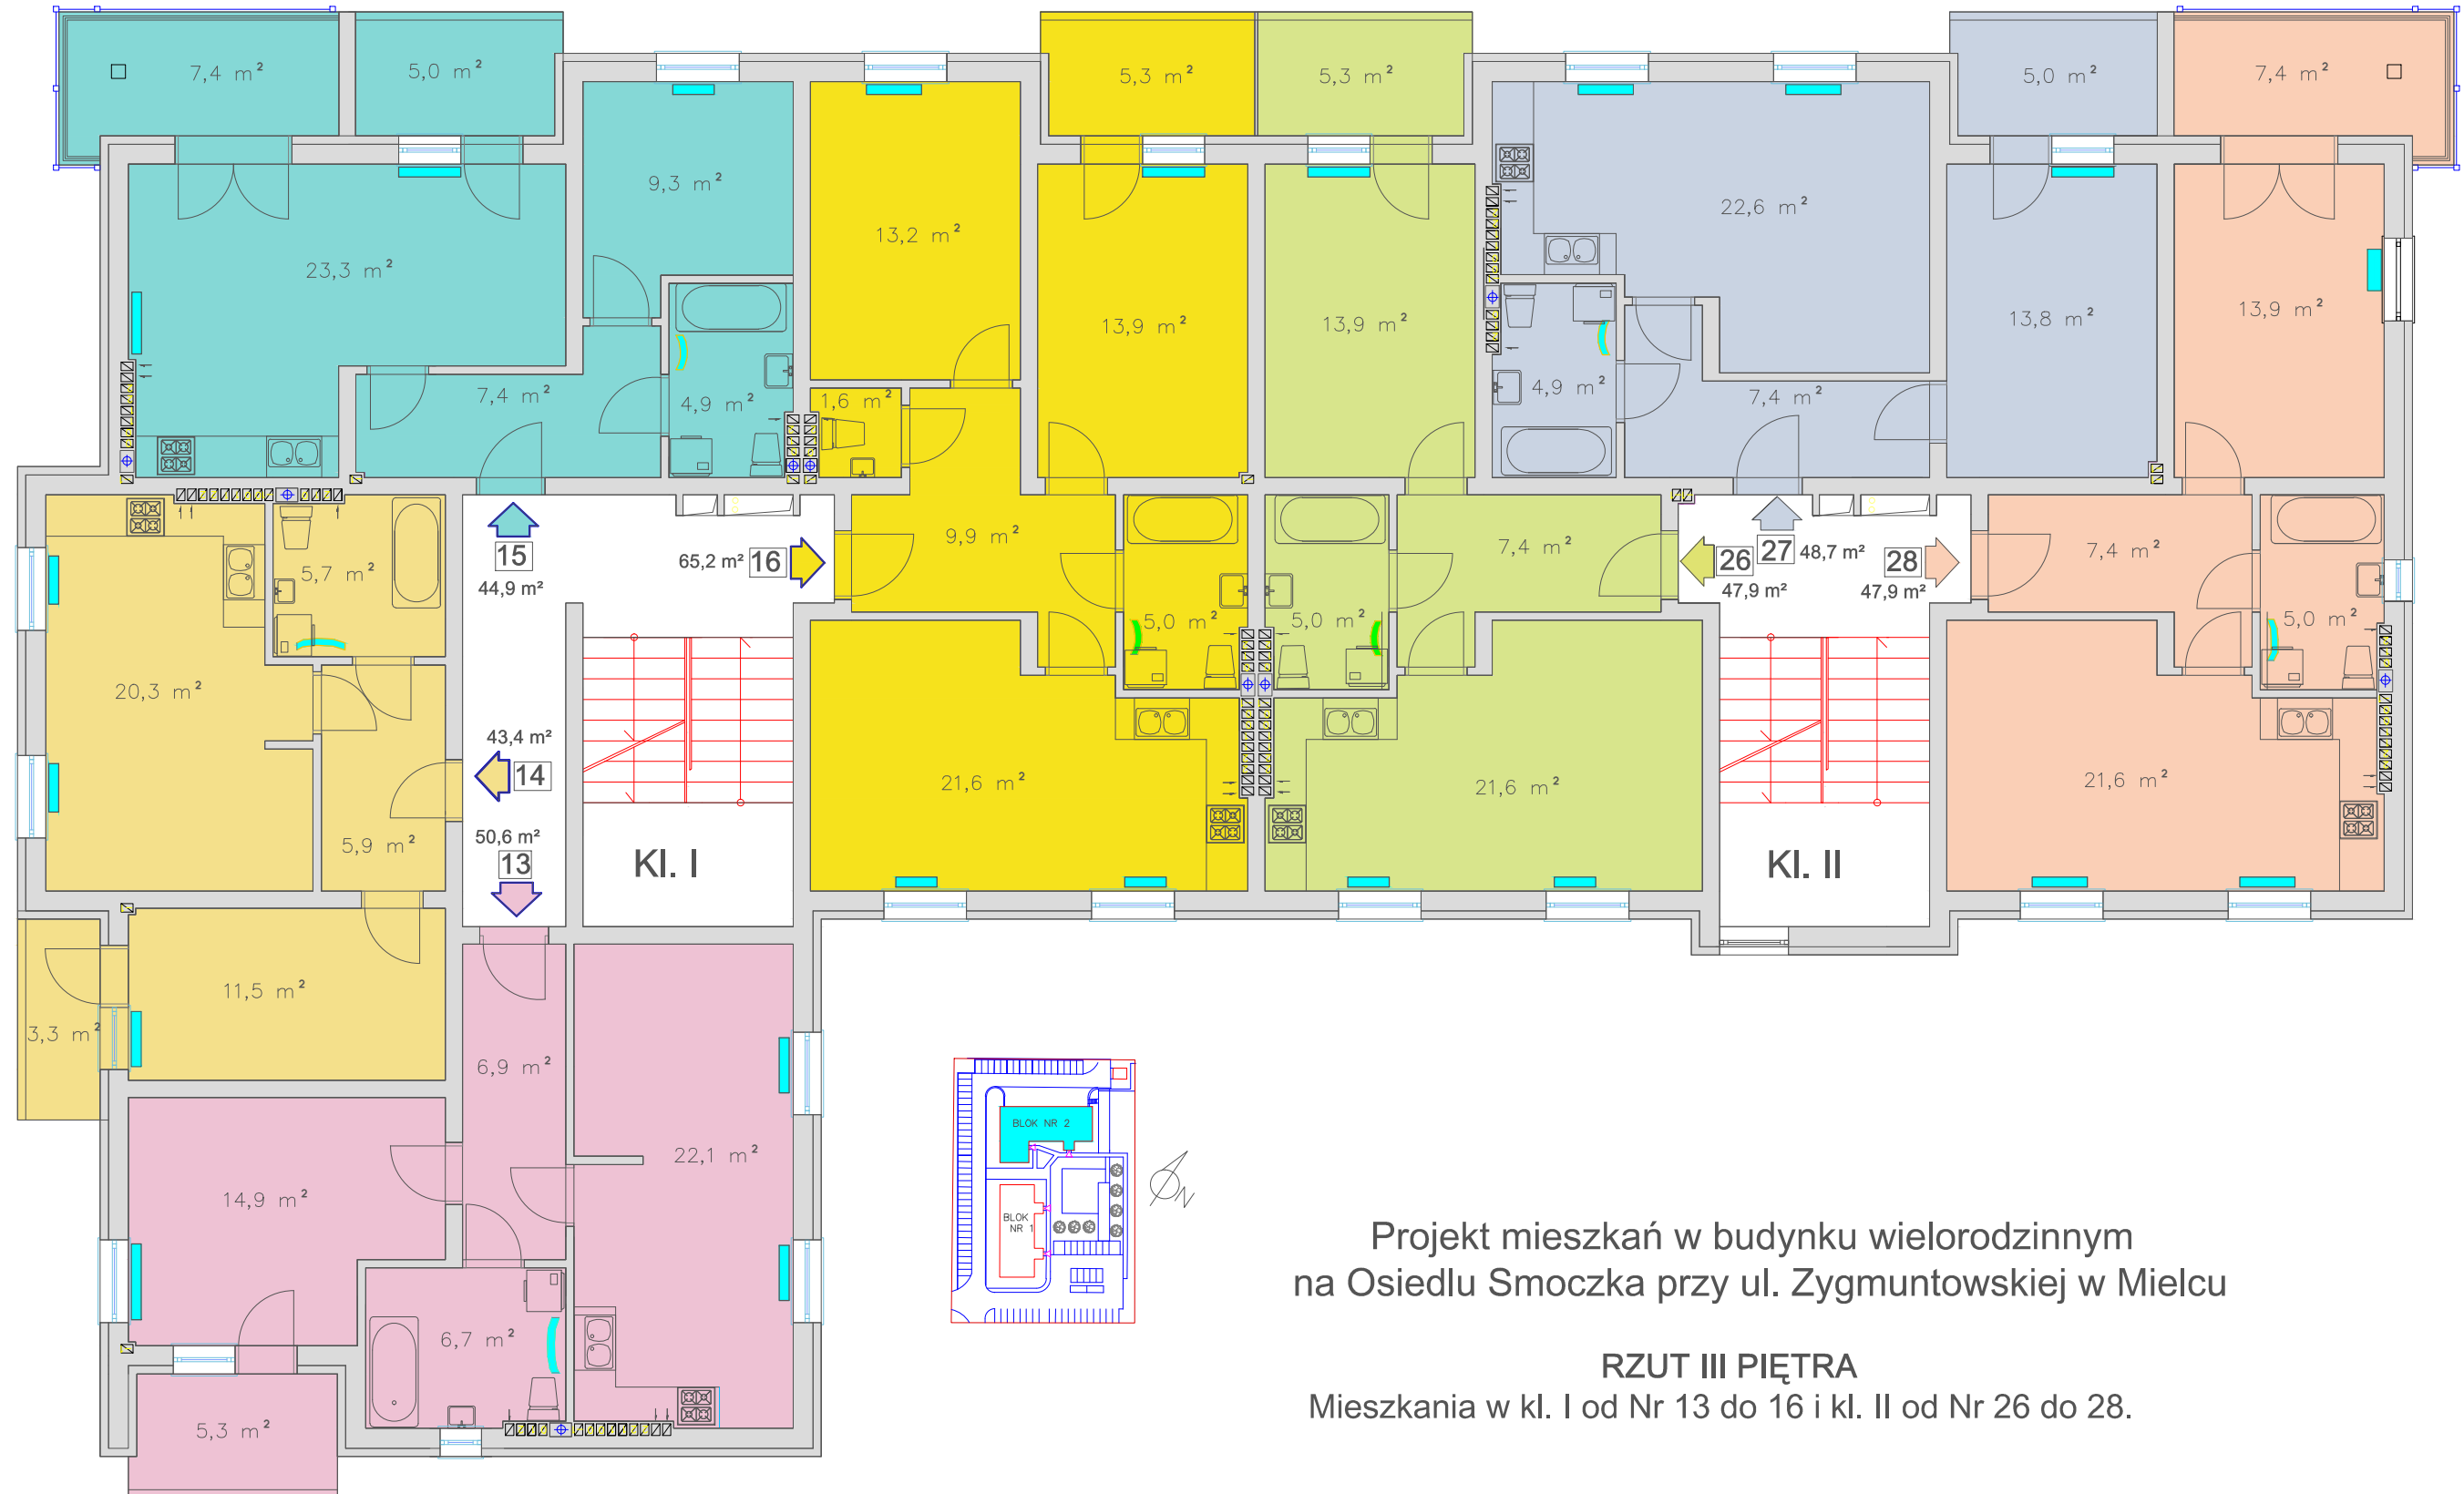 7,4 m²
5,0 m²
5,3 m²
5,3 m²
5,0 m²
7,4 m²
9,3 m²
13,2 m²
22,6 m²
23,3 m²
13,9 m²
13,9 m²
13,8 m²
13,9 m²
7,4 m²
4,9 m²
1,6 m²
4,9 m²
7,4 m²
15
44,9 m²
65,2 m² 16
9,9 m²
7,4 m²
26
47,9 m²
27 48,7 m²
28
47,9 m²
7,4 m²
5,7 m²
5,0 m²
5,0 m²
5,0 m²
20,3 m²
43,4 m²
14
21,6 m²
21,6 m²
21,6 m²
5,9 m²
50,6 m²
13
Kl. I
Kl. II
11,5 m²
3,3 m²
6,9 m²
22,1 m²
14,9 m²
6,7 m²
5,3 m²
BLOK NR 2
BLOK
NR 1
N
Projekt mieszkań w budynku wielorodzinnym
na Osiedlu Smoczka przy ul. Zygmuntowskiej w Mielcu
RZUT III PIĘTRA
Mieszkania w kl. I od Nr 13 do 16 i kl. II od Nr 26 do 28.